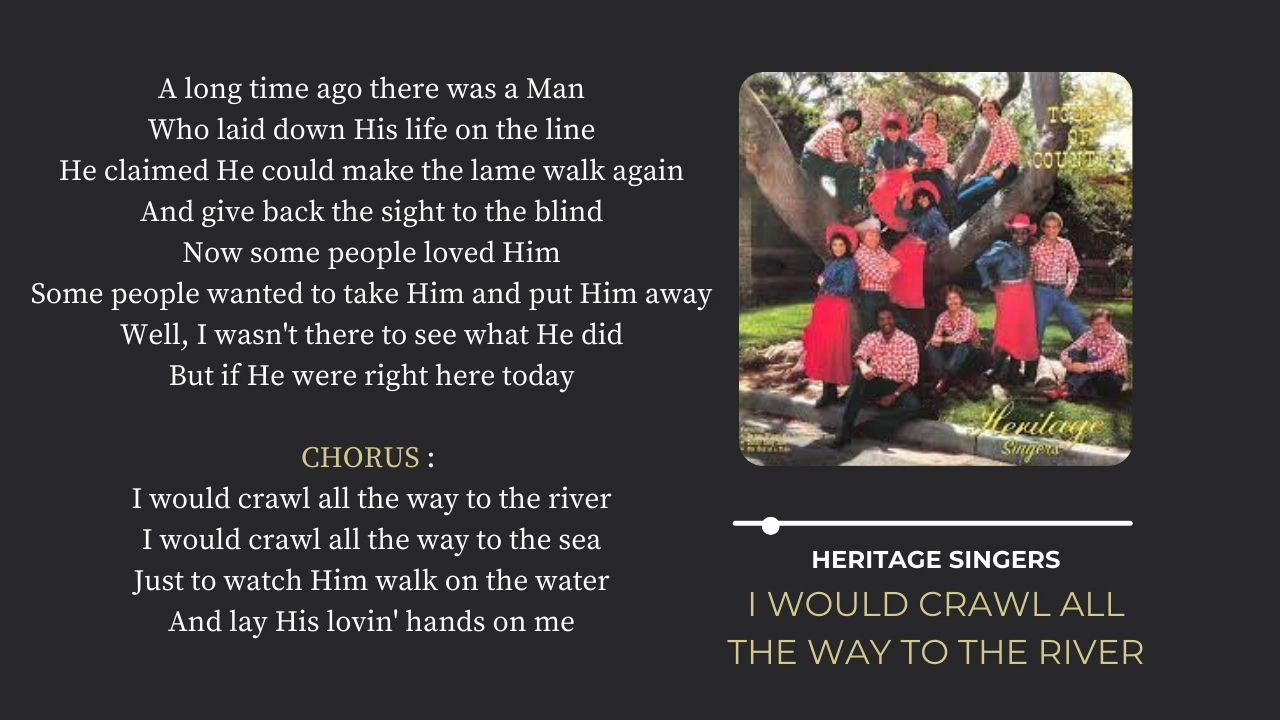 A long time ago there was a Man
Who laid down His life on the line
He claimed He could make the lame walk again
And give back the sight to the blind
Now some people loved Him
Some people wanted to take Him and put Him away
Well, I wasn't there to see what He did
But if He were right here today
CHORUS :
I would crawl all the way to the river
I would crawl all the way to the sea
Just to watch Him walk on the water
And lay His lovin' hands on me
TOUCH
OF
COUNTRY
Heritage
Singers
HERITAGE SINGERS
I WOULD CRAWL ALL
THE WAY TO THE RIVER